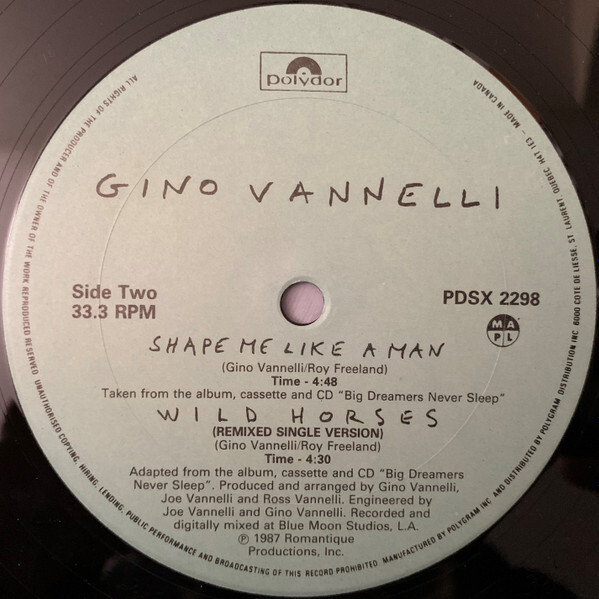 polydor
GINO VANNELLI
Side Two
33.3 RPM
PDSX 2298
M A P L
SHAPE ME LIKE A MAN
(Gino Vannelli/Roy Freeland)
Time - 4:48
Taken from the album, cassette and CD "Big Dreamers Never Sleep"
WILD HORSES
(REMIXED SINGLE VERSION)
(Gino Vannelli/Roy Freeland)
Time - 4:30
Adapted from the album, cassette and CD "Big Dreamers
Never Sleep". Produced and arranged by Gino Vannelli,
Joe Vannelli and Ross Vannelli. Engineered by
Joe Vannelli and Gino Vannelli. Recorded and
digitally mixed at Blue Moon Studios, L.A.
℗ 1987 Romantique
Productions, Inc.
ALL RIGHTS OF THE PRODUCER AND OF THE OWNER OF THE WORK REPRODUCED RESERVED. UNAUTHORISED COPYING, HIRING, LENDING, PUBLIC PERFORMANCE AND BROADCASTING OF THIS RECORD PROHIBITED. MANUFACTURED BY POLYGRAM INC AND DISTRIBUTED BY POLYGRAM DISTRIBUTION INC 6000 COTE DE LIESSE, ST LAURENT QUEBEC H4T 1E3 - MADE IN CANADA